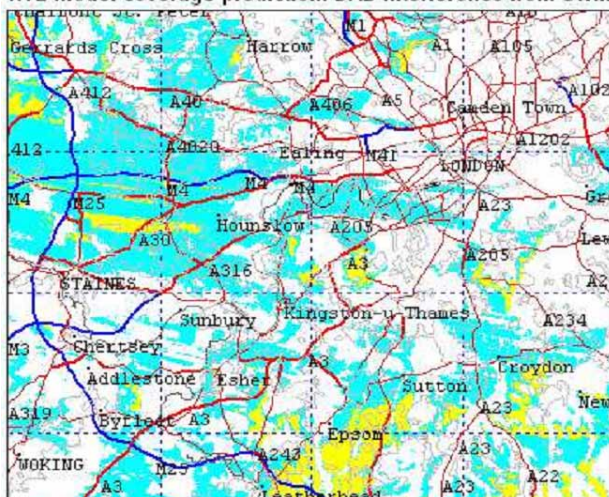 Gerrards Cross
Harrow
M1
A1
A105
A412
A40
A406
A5
Camden Town
A102
A1202
412
A4020
Ealing
M41
LONDON
M4
M25
M4
M4
M4
A23
Hounslow
A205
A30
A3
A205
A316
STAINES
Sunbury
Kingston-u-Thames
A234
M3
Chertsey
A3
Croydon
Addlestone
Esher
Sutton
A319
Byfleet
A3
A23
New
Epsom
WOKING
M25
A243
A23
A3
Leatherhead
A23
A22